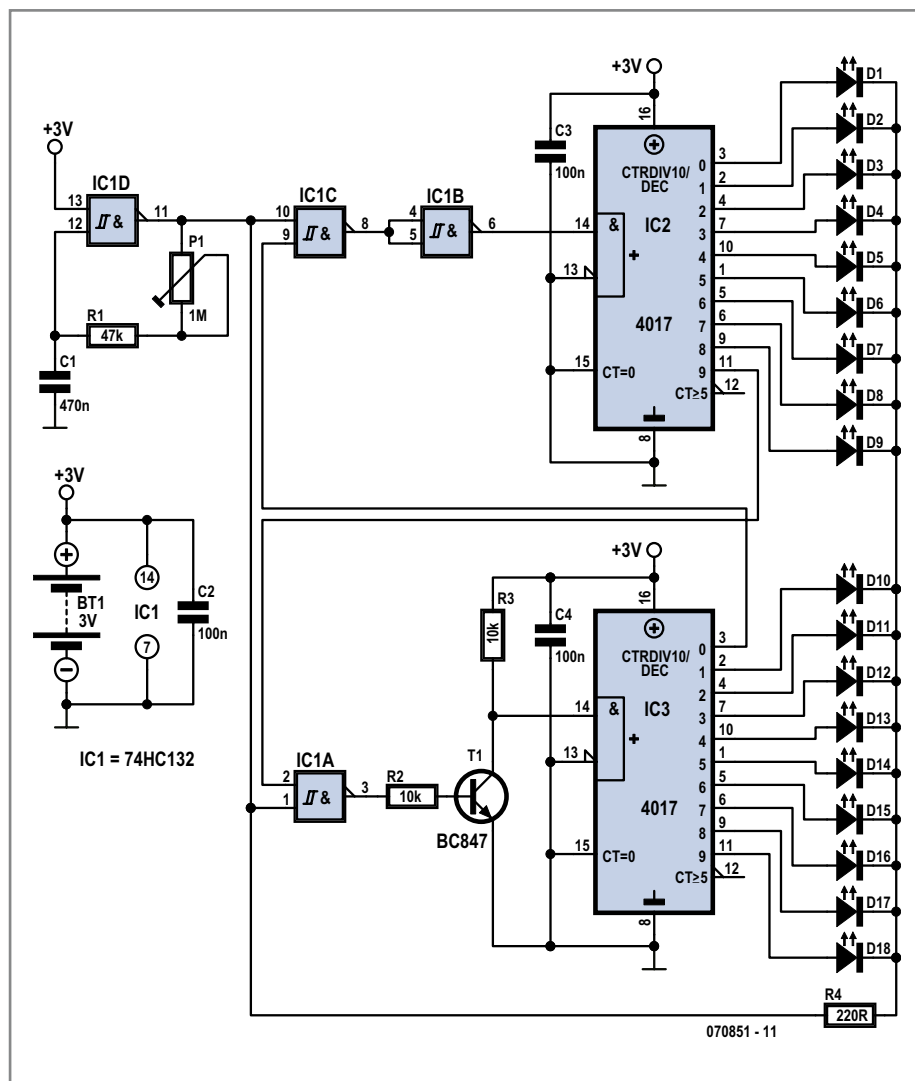 +3V
IC1D
13
12
11
&
P1
1M
R1
47k
C1
470n
IC1C
10
9
8
&
IC1B
4
5
6
&
+3V
C3
100n
16
CTRDIV10/
DEC
IC2
4017
14
&
+
13
15
CT=0
8
3
0
2
1
4
2
7
3
10
4
1
5
5
6
6
7
9
8
11
9
CT≥5
12
D1
D2
D3
D4
D5
D6
D7
D8
D9
+3V
BT1
3V
14
IC1
7
C2
100n
IC1 = 74HC132
IC1A
2
1
3
&
R2
10k
T1
BC847
R3
10k
+3V
C4
100n
16
CTRDIV10/
DEC
IC3
4017
14
&
+
13
15
CT=0
8
3
0
2
1
4
2
7
3
10
4
1
5
5
6
6
7
9
8
11
9
CT≥5
12
D10
D11
D12
D13
D14
D15
D16
D17
D18
R4
220R
070851 - 11